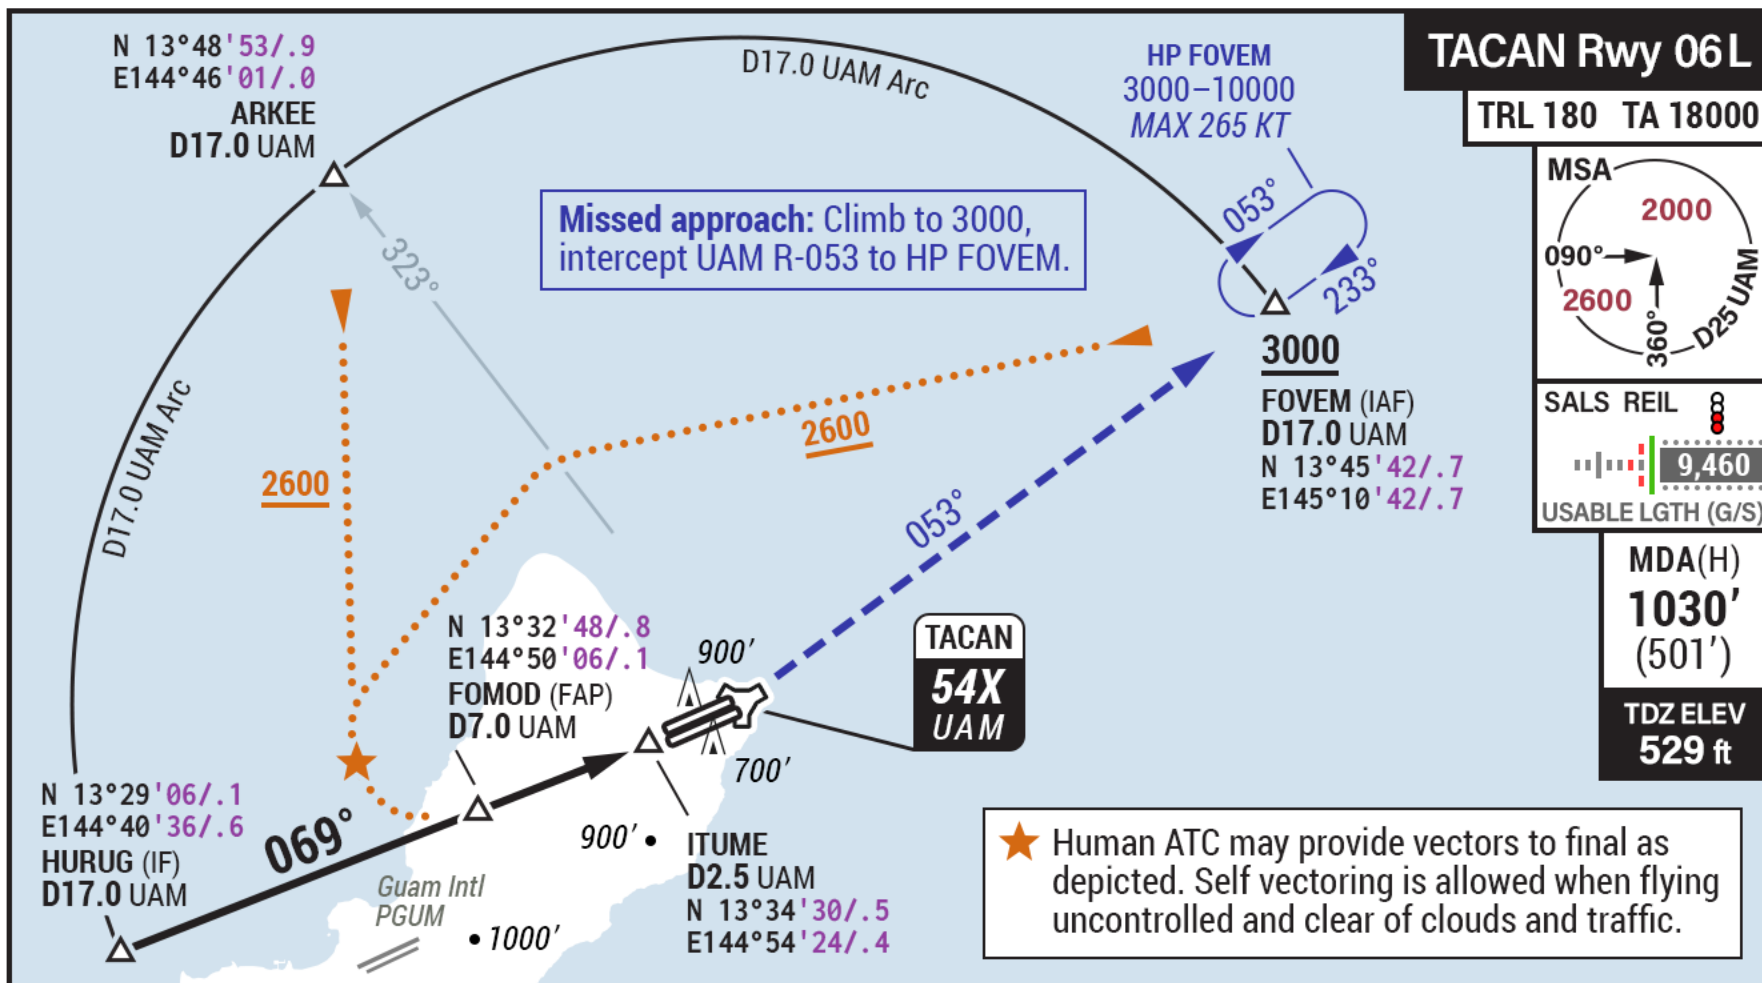 TACAN Rwy 06L
TRL 180 TA 18000
N 13°48'53/.9
E144°46'01/.0
ARKEE
D17.0 UAM
D17.0 UAM Arc
HP FOVEM
3000–10000
MAX 265 KT
Missed approach: Climb to 3000,
intercept UAM R-053 to HP FOVEM.
053°
233°
323°
MSA
2000
090°
2600
360°
D25 UAM
3000
FOVEM (IAF)
D17.0 UAM
N 13°45'42/.7
E145°10'42/.7
SALS REIL
9,460
USABLE LGTH (G/S)
D17.0 UAM Arc
2600
2600
053°
MDA(H)
1030'
(501')
TDZ ELEV
529 ft
N 13°32'48/.8
E144°50'06/.1
FOMOD (FAP)
D7.0 UAM
900'
700'
TACAN
54X
UAM
N 13°29'06/.1
E144°40'36/.6
HURUG (IF)
D17.0 UAM
069°
900'
ITUME
D2.5 UAM
N 13°34'30/.5
E144°54'24/.4
Guam Intl
PGUM
1000'
Human ATC may provide vectors to final as
depicted. Self vectoring is allowed when flying
uncontrolled and clear of clouds and traffic.